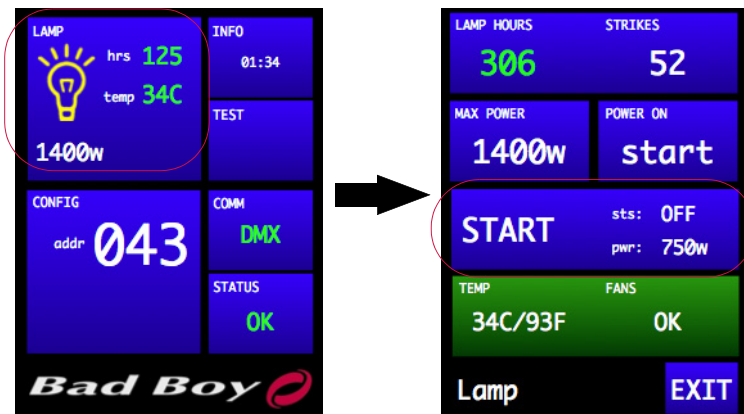 LAMP
hrs 125
temp 34C
1400w
INFO
01:34
TEST
CONFIG
addr 043
COMM
DMX
STATUS
OK
Bad Boy
LAMP HOURS
306
STRIKES
52
MAX POWER
1400w
POWER ON
start
START
sts: OFF
pwr: 750w
TEMP
34C/93F
FANS
OK
Lamp
EXIT